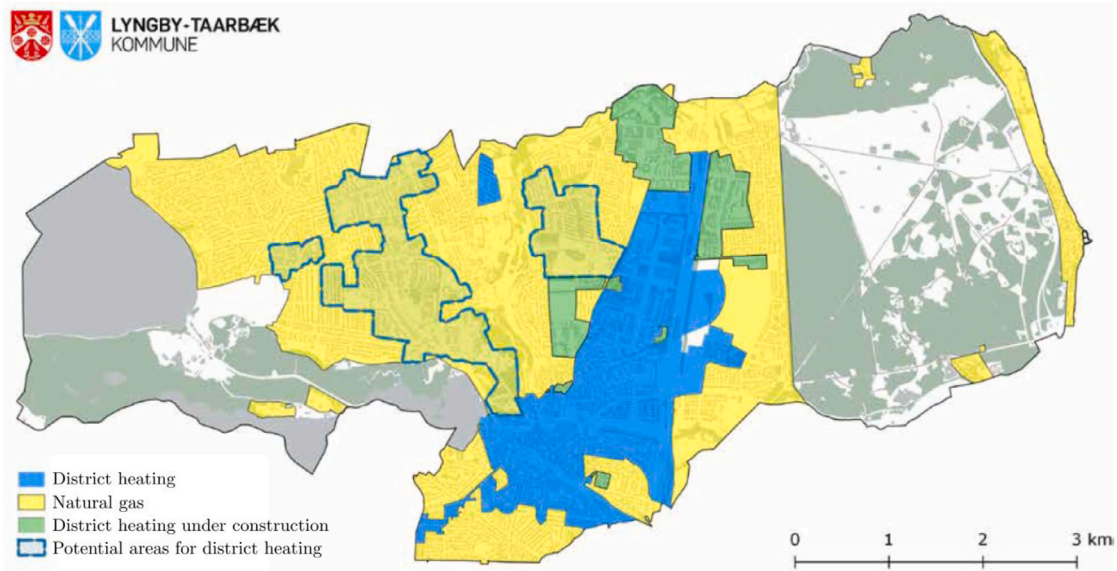 LYNGBY-TAARBÆK
KOMMUNE
District heating
Natural gas
District heating under construction
Potential areas for district heating
0 1 2 3 km